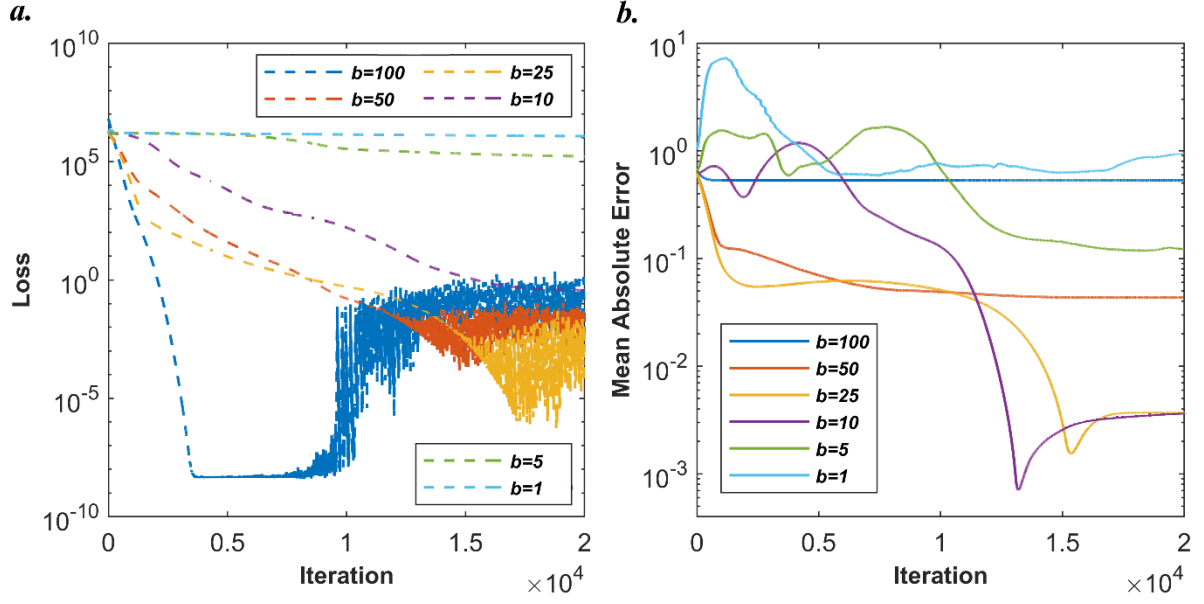 a.
10^10
10^5
10^0
10^-5
10^-10
Loss
b=100
b=25
b=50
b=10
b=5
b=1
0
0.5
1
1.5
2
×10^4
Iteration
b.
10^1
10^0
10^-1
10^-2
10^-3
Mean Absolute Error
b=100
b=50
b=25
b=10
b=5
b=1
0
0.5
1
1.5
2
×10^4
Iteration